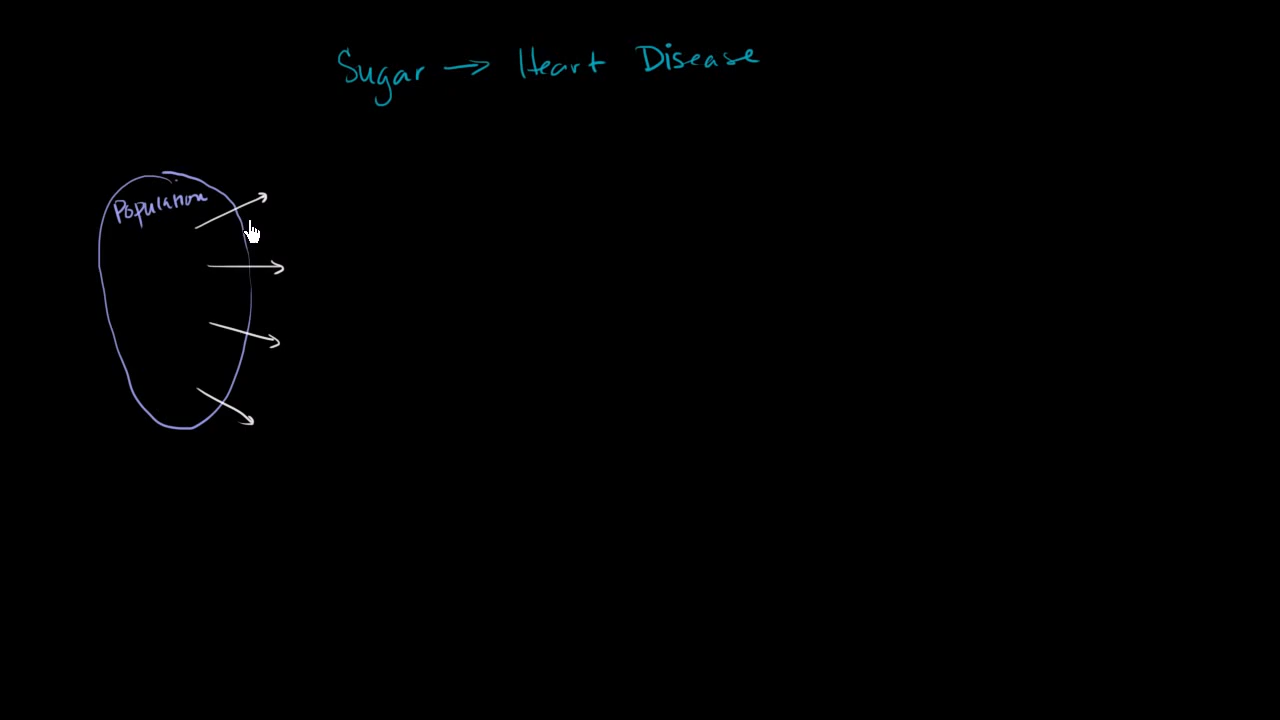 Sugar → Heart Disease
Population